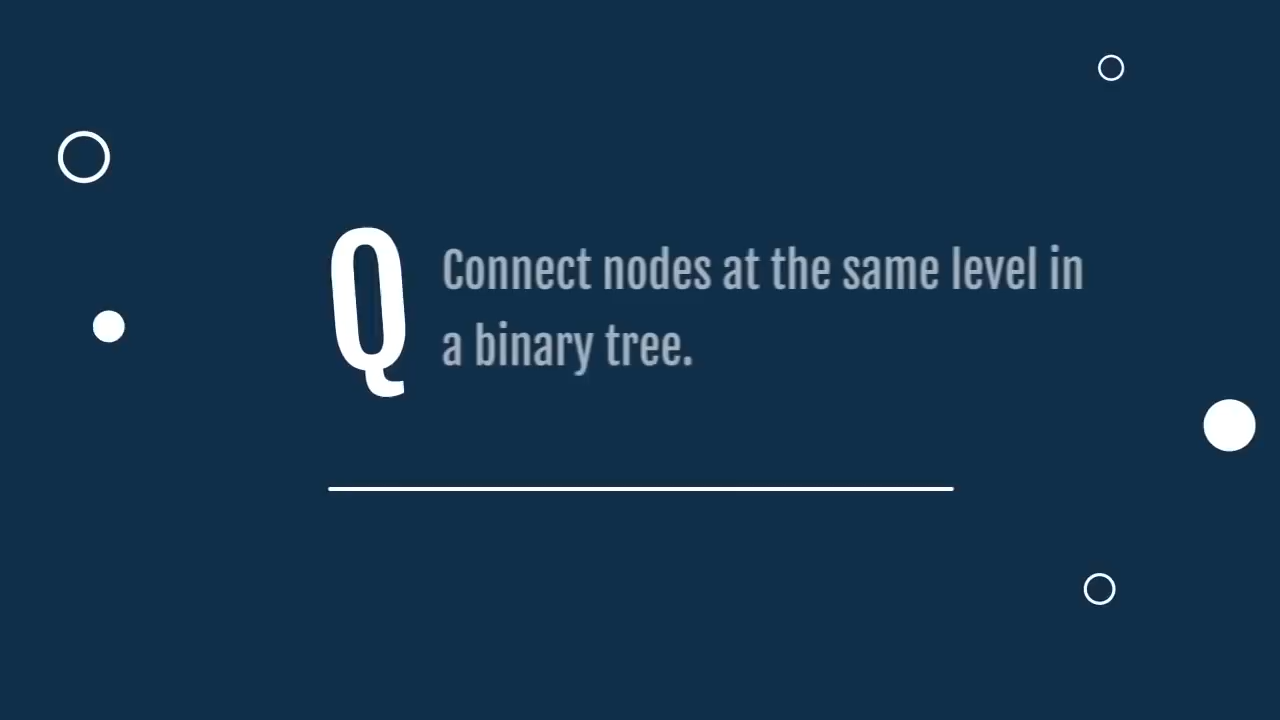 Q Connect nodes at the same level in
a binary tree.